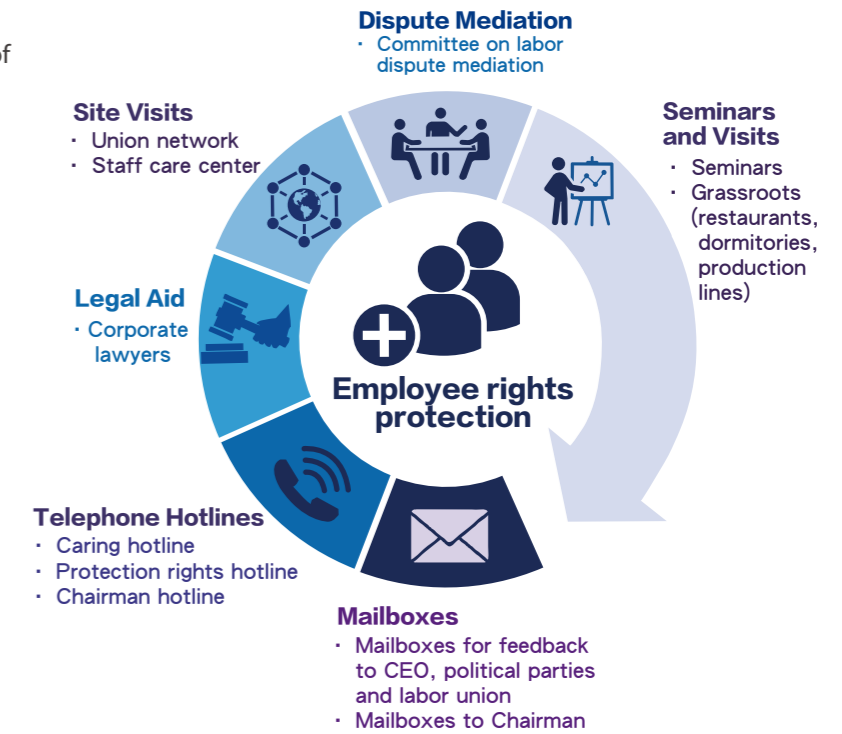 of
Dispute Mediation
· Committee on labor
dispute mediation
Site Visits
· Union network
· Staff care center
Seminars
and Visits
· Seminars
· Grassroots
(restaurants,
dormitories,
production
lines)
Legal Aid
· Corporate
lawyers
Employee rights
protection
Telephone Hotlines
· Caring hotline
· Protection rights hotline
· Chairman hotline
Mailboxes
· Mailboxes for feedback
to CEO, political parties
and labor union
· Mailboxes to Chairman